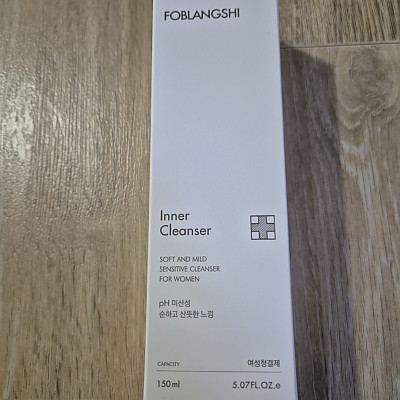 FOBLANGSHI
Inner
Cleanser
SOFT AND MILD
SENSITIVE CLEANSER
FOR WOMEN
pH 미산성
순하고 산뜻한 느낌
CAPACITY 여성청결제
150ml 5.07FL.OZ.e